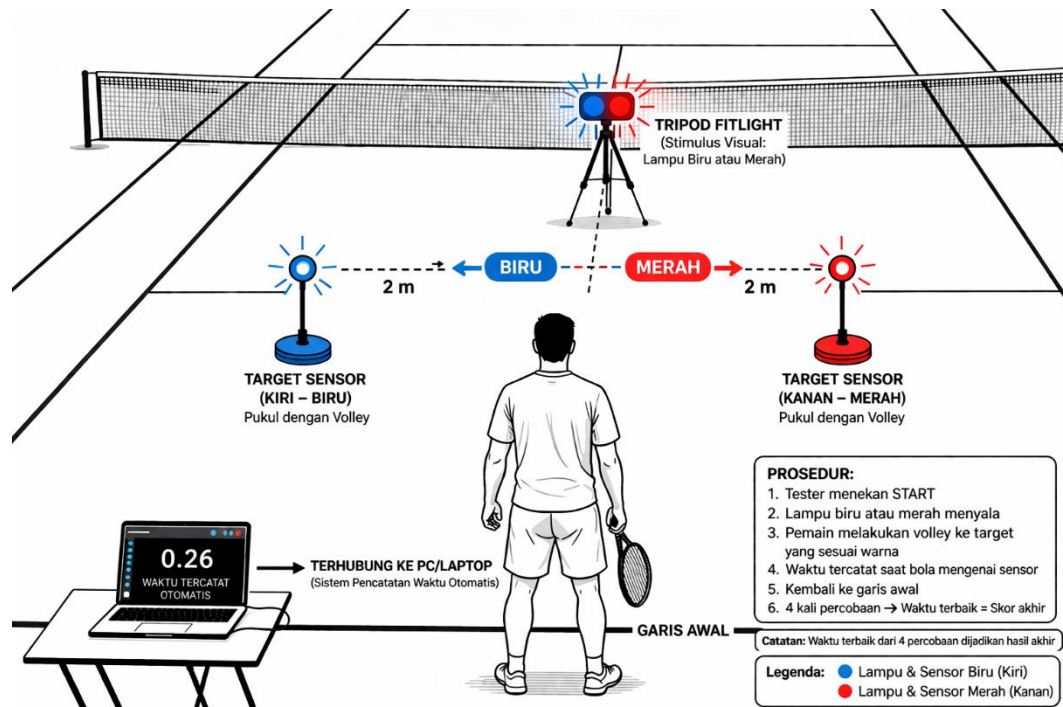 TRIPOD FITLIGHT
(Stimulus Visual:
Lampu Biru atau Merah)
BIRU
MERAH
2 m
2 m
TARGET SENSOR
(KIRI – BIRU)
Pukul dengan Volley
TARGET SENSOR
(KANAN – MERAH)
Pukul dengan Volley
0.26
WAKTU TERCATAT
OTOMATIS
TERHUBUNG KE PC/LAPTOP
(Sistem Pencatatan Waktu Otomatis)
GARIS AWAL
PROSEDUR:
1. Tester menekan START
2. Lampu biru atau merah menyala
3. Pemain melakukan volley ke target
yang sesuai warna
4. Waktu tercatat saat bola mengenai sensor
5. Kembali ke garis awal
6. 4 kali percobaan → Waktu terbaik = Skor akhir
Catatan: Waktu terbaik dari 4 percobaan dijadikan hasil akhir
Legenda: Lampu & Sensor Biru (Kiri)
Lampu & Sensor Merah (Kanan)